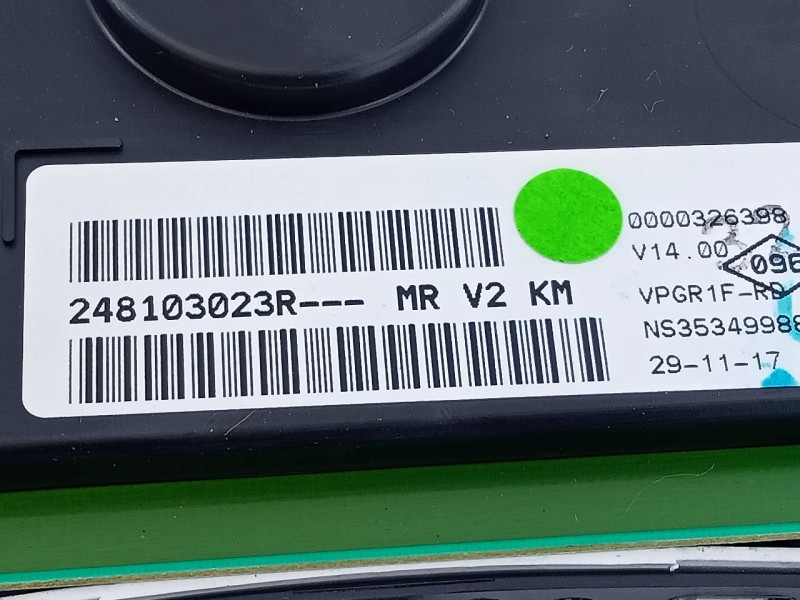 0000326398
V14.00
096
248103023R--- MR V2 KM
VPGR1F-RD
NS35349988
29-11-17